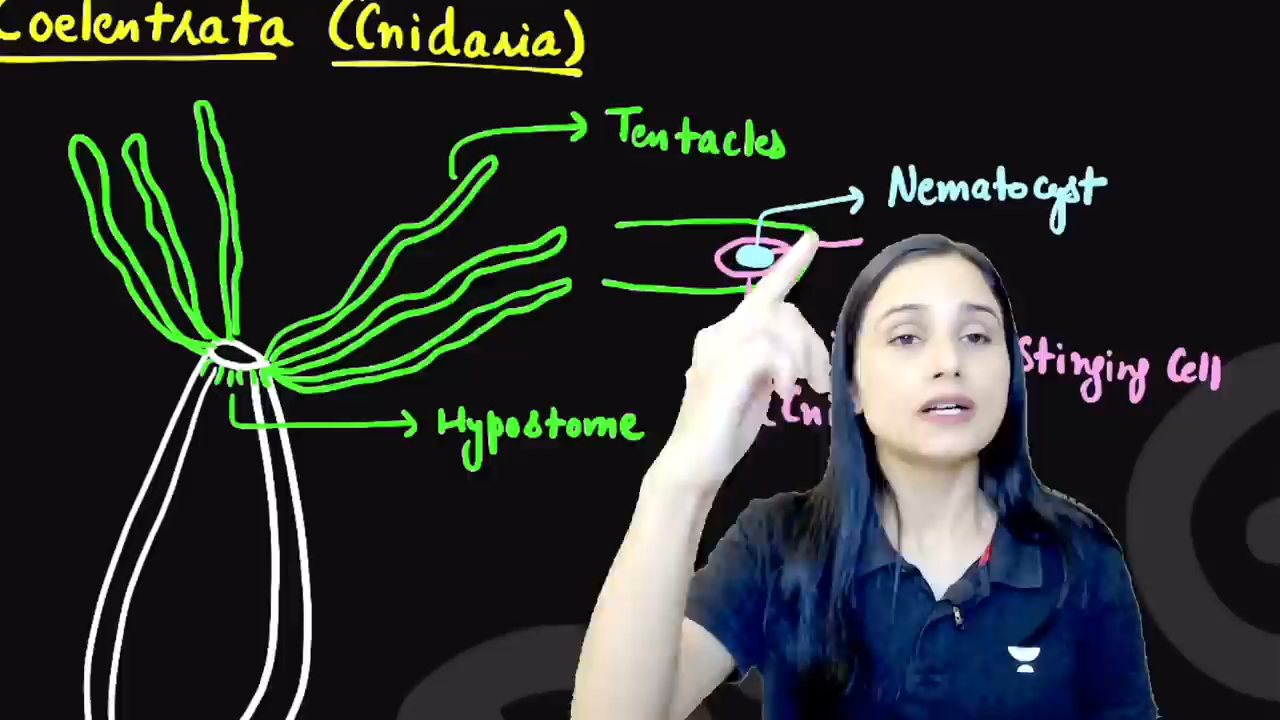 Coelentrata (Cnidaria)
Tentacles
Nematocyst
Stinging Cell
Hypostome